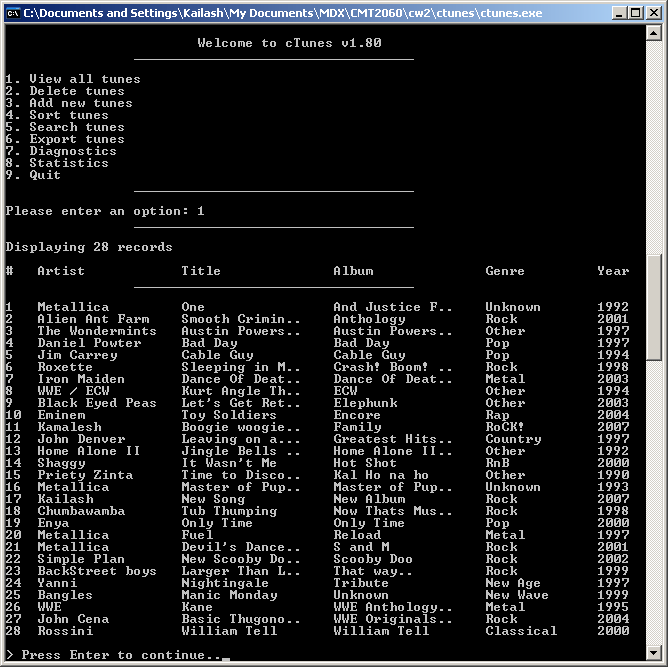 C:\Documents and Settings\Kailash\My Documents\MDX\CMT2060\cw2\ctunes\ctunes.exe
Welcome to cTunes v1.80
1. View all tunes
2. Delete tunes
3. Add new tunes
4. Sort tunes
5. Search tunes
6. Export tunes
7. Diagnostics
8. Statistics
9. Quit
Please enter an option: 1
Displaying 28 records
# Artist Title Album Genre Year
1 Metallica One And Justice F.. Unknown 1992
2 Alien Ant Farm Smooth Crimin.. Anthology Rock 2001
3 The Wondermints Austin Powers.. Austin Powers.. Other 1997
4 Daniel Powter Bad Day Bad Day Pop 1997
5 Jim Carrey Cable Guy Cable Guy Pop 1994
6 Roxette Sleeping in M.. Crash! Boom! .. Rock 1998
7 Iron Maiden Dance Of Deat.. Dance Of Deat.. Metal 2003
8 WWE / ECW Kurt Angle Th.. ECW Other 1994
9 Black Eyed Peas Let's Get Ret.. Elephunk Other 2003
10 Eminem Toy Soldiers Encore Rap 2004
11 Kamalesh Boogie woogie.. Family RoCK! 2007
12 John Denver Leaving on a... Greatest Hits.. Country 1997
13 Home Alone II Jingle Bells .. Home Alone II.. Other 1992
14 Shaggy It Wasn't Me Hot Shot RnB 2000
15 Priety Zinta Time to Disco.. Kal Ho na ho Other 1990
16 Metallica Master of Pup.. Master of Pup.. Unknown 1993
17 Kailash New Song New Album Rock 2007
18 Chumbawamba Tub Thumping Now Thats Mus.. Rock 1998
19 Enya Only Time Only Time Pop 2000
20 Metallica Fuel Reload Metal 1997
21 Metallica Devil's Dance.. S and M Rock 2001
22 Simple Plan New Scooby Do.. Scooby Doo Rock 2002
23 BackStreet boys Larger Than L.. That way.. Rock 1999
24 Yanni Nightingale Tribute New Age 1997
25 Bangles Manic Monday Unknown New Wave 1999
26 WWE Kane WWE Anthology.. Metal 1995
27 John Cena Basic Thugono.. WWE Originals.. Rock 2004
28 Rossini William Tell William Tell Classical 2000
> Press Enter to continue.._